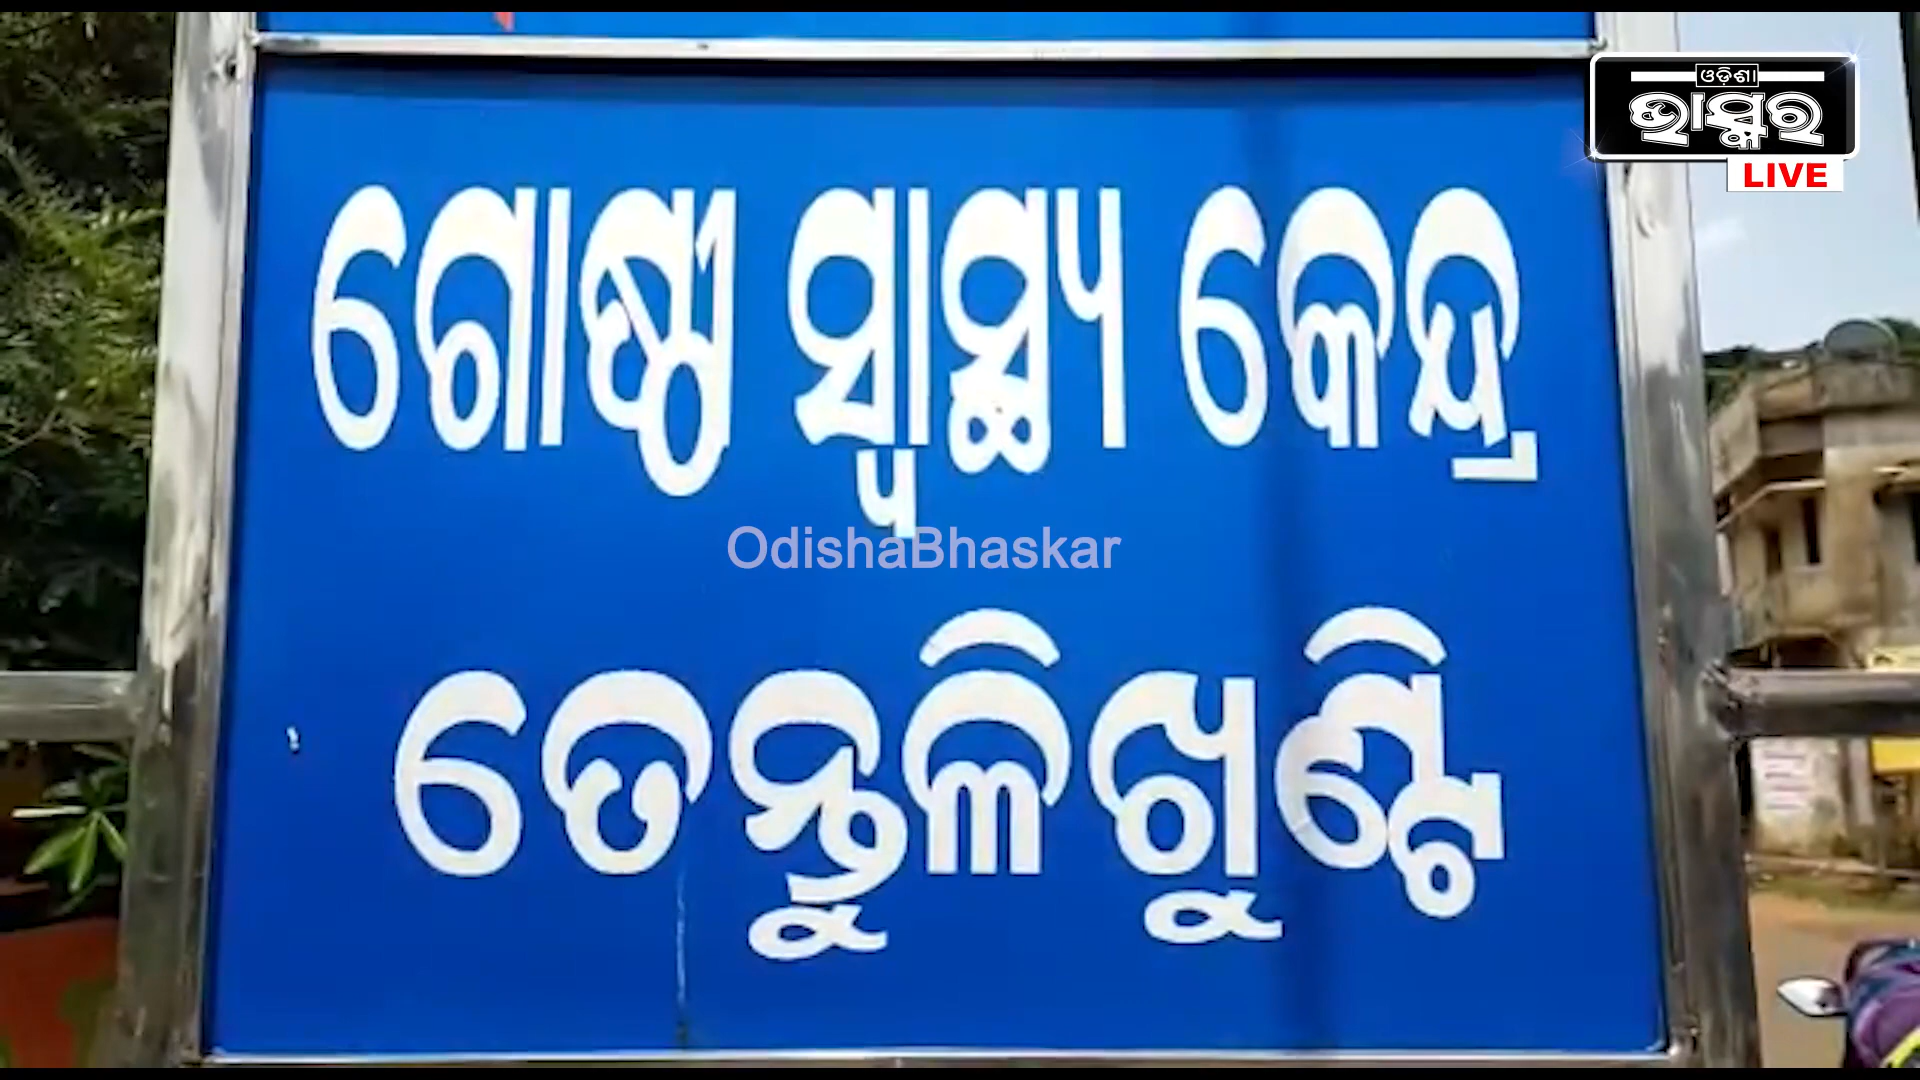 ଓଡ଼ିଶା
ଭାସ୍କର
LIVE
ଗୋଷ୍ଠୀ ସ୍ୱାସ୍ଥ୍ୟ କେନ୍ଦ୍ର
OdishaBhaskar
ତେନ୍ତୁଳିଖୁଣ୍ଟି